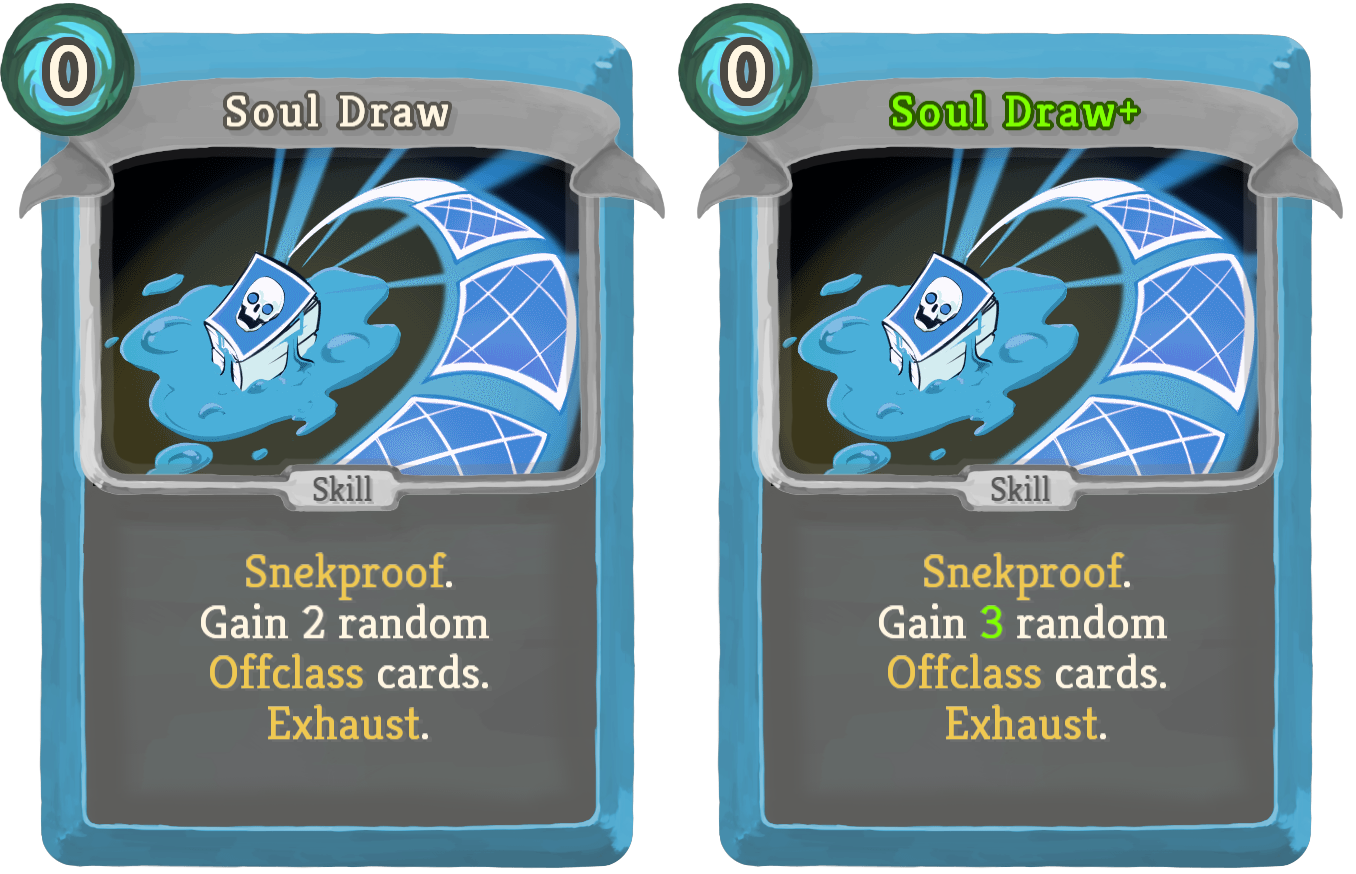 0
Soul Draw
Skill
Snekproof.
Gain 2 random
Offclass cards.
Exhaust.
0
Soul Draw+
Skill
Snekproof.
Gain 3 random
Offclass cards.
Exhaust.